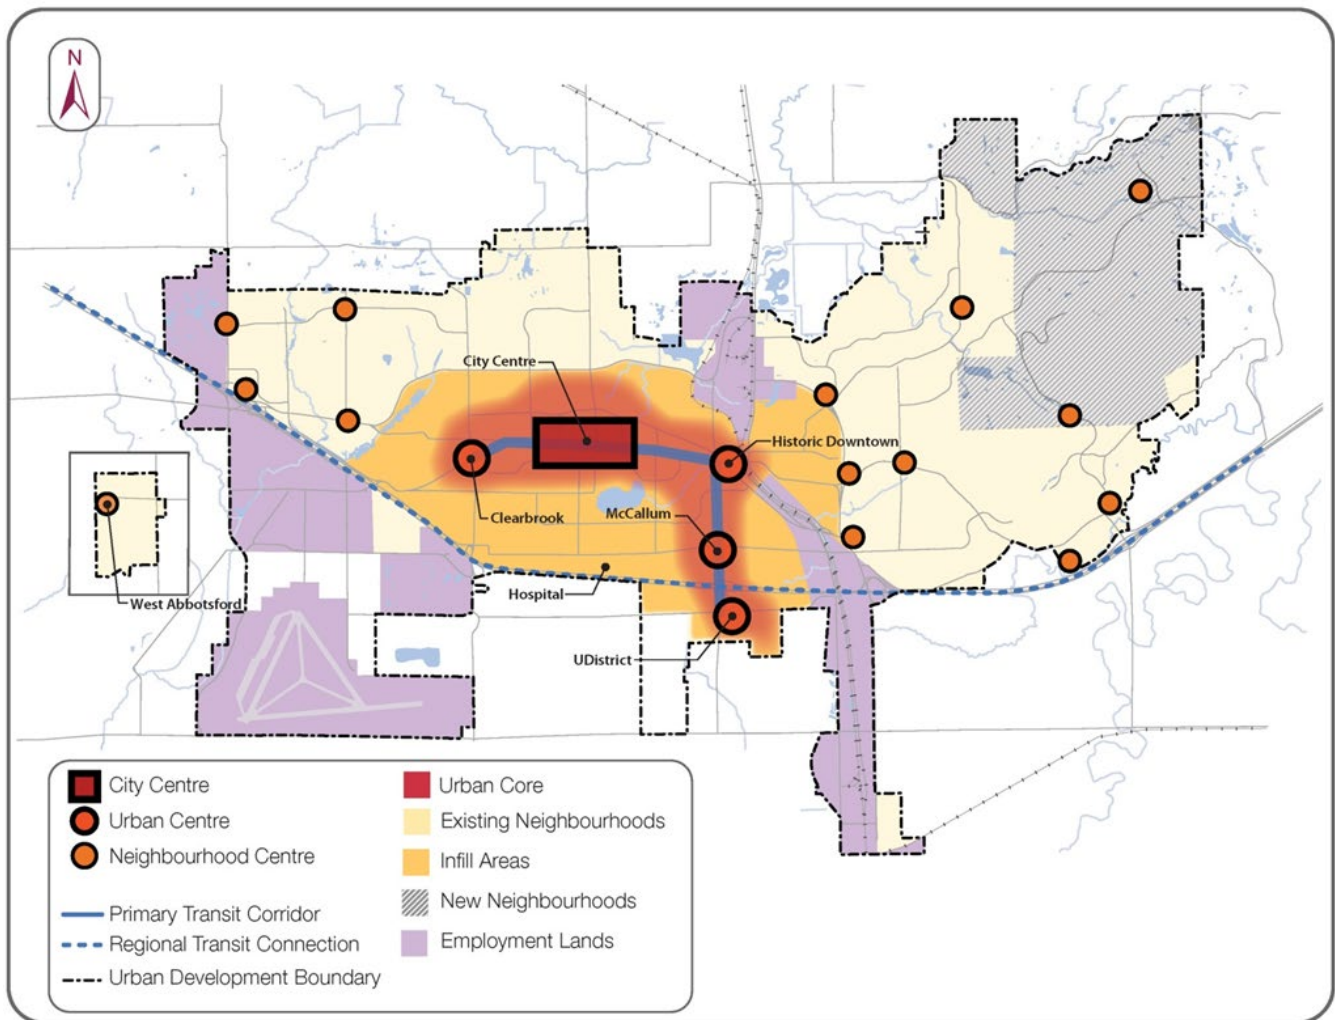 N
City Centre
Historic Downtown
Clearbrook
McCallum
Hospital
West Abbotsford
UDistrict
City Centre
Urban Centre
Neighbourhood Centre
Primary Transit Corridor
Regional Transit Connection
Urban Development Boundary
Urban Core
Existing Neighbourhoods
Infill Areas
New Neighbourhoods
Employment Lands